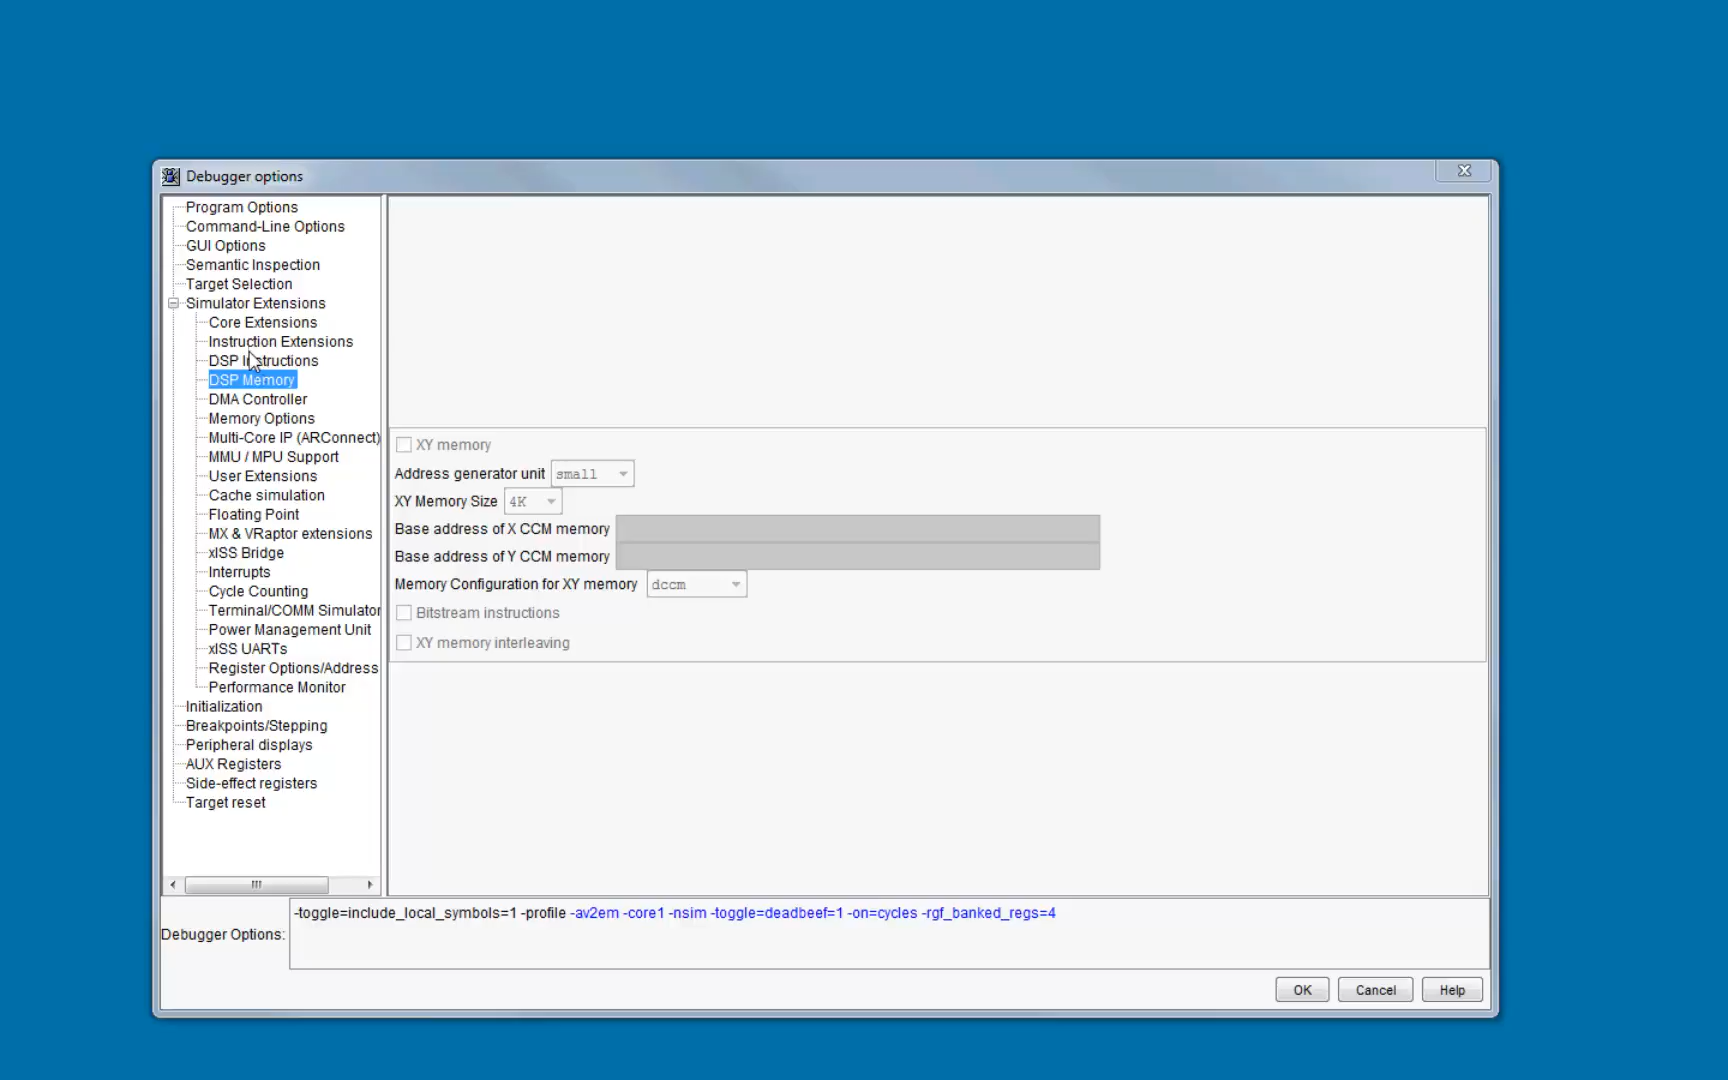 Debugger options
Program Options
Command-Line Options
GUI Options
Semantic Inspection
Target Selection
Simulator Extensions
Core Extensions
Instruction Extensions
DSP Instructions
DSP Memory
DMA Controller
Memory Options
Multi-Core IP (ARConnect)
MMU / MPU Support
User Extensions
Cache simulation
Floating Point
MX & VRaptor extensions
xISS Bridge
Interrupts
Cycle Counting
Terminal/COMM Simulator
Power Management Unit
xISS UARTs
Register Options/Address
Performance Monitor
Initialization
Breakpoints/Stepping
Peripheral displays
AUX Registers
Side-effect registers
Target reset
XY memory
Address generator unit small
XY Memory Size 4K
Base address of X CCM memory
Base address of Y CCM memory
Memory Configuration for XY memory dccm
Bitstream instructions
XY memory interleaving
Debugger Options: -toggle=include_local_symbols=1 -profile -av2em -core1 -nsim -toggle=deadbeef=1 -on=cycles -rgf_banked_regs=4
OK Cancel Help